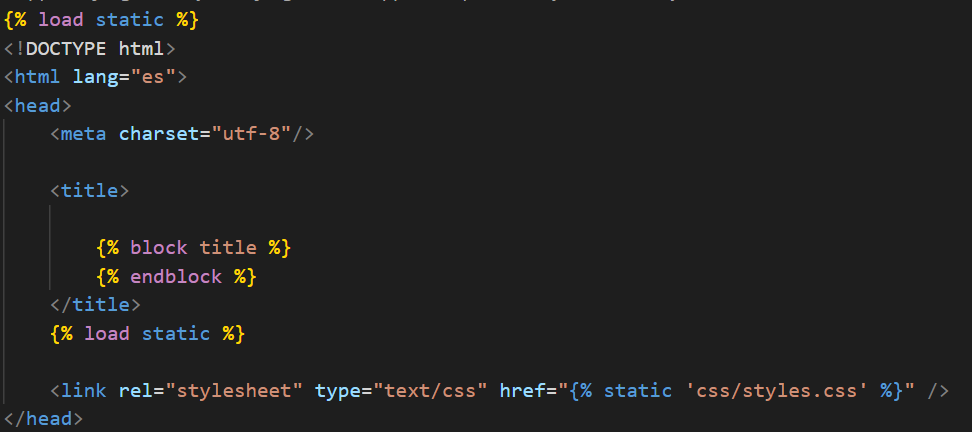 {% load static %}
<!DOCTYPE html>
<html lang="es">
<head>
    <meta charset="utf-8"/>
    <title>
        {% block title %}
        {% endblock %}
    </title>
    {% load static %}
    <link rel="stylesheet" type="text/css" href="{% static 'css/styles.css' %}" />
</head>